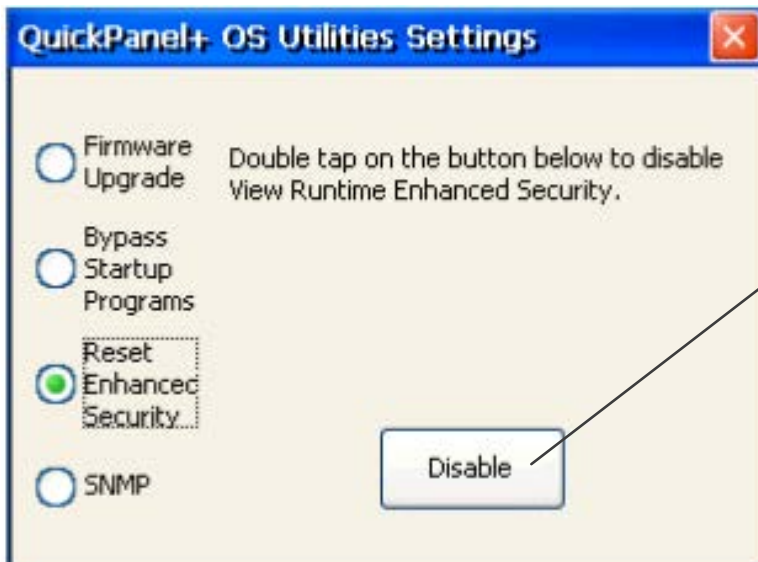 QuickPanel+ OS Utilities Settings
Firmware
Upgrade
Double tap on the button below to disable
View Runtime Enhanced Security.
Bypass
Startup
Programs
Reset
Enhanced
Security
SNMP
Disable